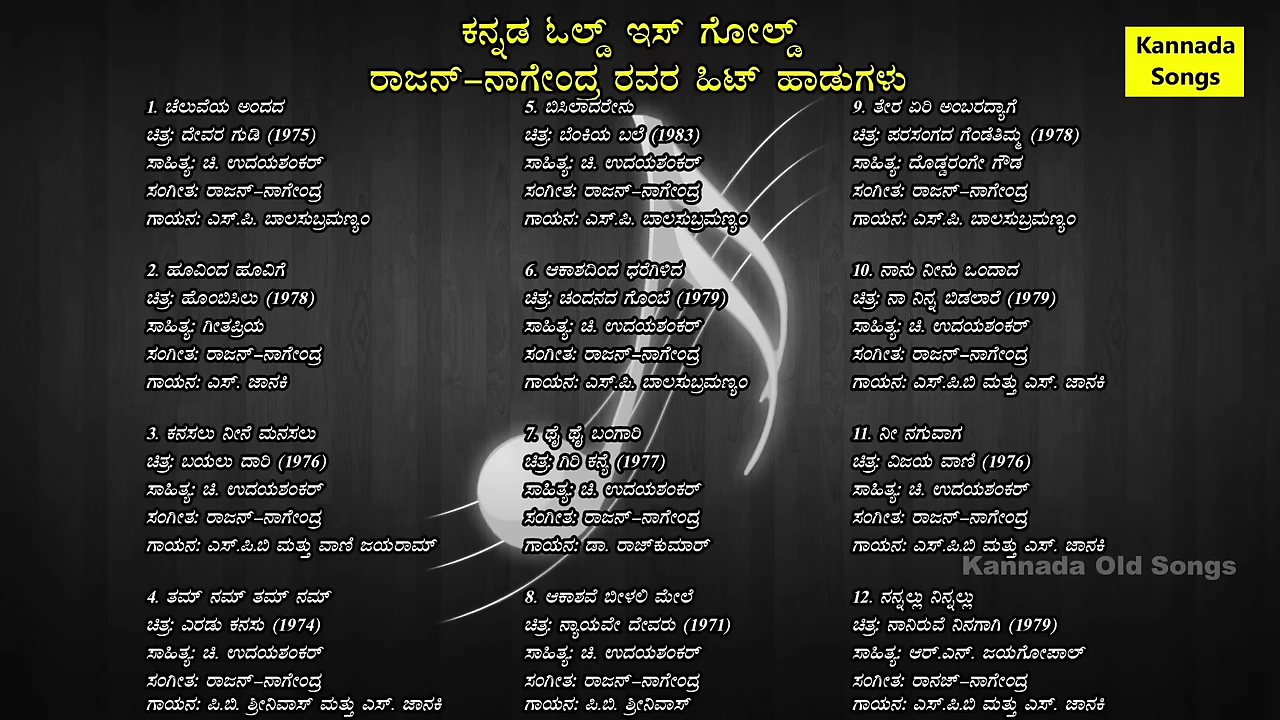 ಕನ್ನಡ ಓಲ್ಡ್ ಇಸ್ ಗೋಲ್ಡ್
ರಾಜನ್-ನಾಗೇಂದ್ರ ರವರ ಹಿಟ್ ಹಾಡುಗಳು
Kannada
Songs
1. ಚೆಲುವೆಯ ಅಂದದ
ಚಿತ್ರ: ದೇವರ ಗುಡಿ (1975)
ಸಾಹಿತ್ಯ: ಚಿ. ಉದಯಶಂಕರ್
ಸಂಗೀತ: ರಾಜನ್-ನಾಗೇಂದ್ರ
ಗಾಯನ: ಎಸ್.ಪಿ. ಬಾಲಸುಬ್ರಮಣ್ಯಂ
2. ಹೂವಿಂದ ಹೂವಿಗೆ
ಚಿತ್ರ: ಹೊಂಬಿಸಿಲು (1978)
ಸಾಹಿತ್ಯ: ಗೀತಪ್ರಿಯ
ಸಂಗೀತ: ರಾಜನ್-ನಾಗೇಂದ್ರ
ಗಾಯನ: ಎಸ್. ಜಾನಕಿ
3. ಕನಸಲು ನೀನೆ ಮನಸಲು
ಚಿತ್ರ: ಬಯಲು ದಾರಿ (1976)
ಸಾಹಿತ್ಯ: ಚಿ. ಉದಯಶಂಕರ್
ಸಂಗೀತ: ರಾಜನ್-ನಾಗೇಂದ್ರ
ಗಾಯನ: ಎಸ್.ಪಿ.ಬಿ ಮತ್ತು ವಾಣಿ ಜಯರಾಮ್
4. ತಮ್ ನಮ್ ತಮ್ ನಮ್
ಚಿತ್ರ: ಎರಡು ಕನಸು (1974)
ಸಾಹಿತ್ಯ: ಚಿ. ಉದಯಶಂಕರ್
ಸಂಗೀತ: ರಾಜನ್-ನಾಗೇಂದ್ರ
ಗಾಯನ: ಪಿ.ಬಿ. ಶ್ರೀನಿವಾಸ್ ಮತ್ತು ಎಸ್. ಜಾನಕಿ
5. ಬಿಸಿಲಾದರೇನು
ಚಿತ್ರ: ಬೆಂಕಿಯ ಬಲೆ (1983)
ಸಾಹಿತ್ಯ: ಚಿ. ಉದಯಶಂಕರ್
ಸಂಗೀತ: ರಾಜನ್-ನಾಗೇಂದ್ರ
ಗಾಯನ: ಎಸ್.ಪಿ. ಬಾಲಸುಬ್ರಮಣ್ಯಂ
6. ಆಕಾಶದಿಂದ ಧರೆಗಿಳಿದ
ಚಿತ್ರ: ಚಂದನದ ಗೊಂಬೆ (1979)
ಸಾಹಿತ್ಯ: ಚಿ. ಉದಯಶಂಕರ್
ಸಂಗೀತ: ರಾಜನ್-ನಾಗೇಂದ್ರ
ಗಾಯನ: ಎಸ್.ಪಿ. ಬಾಲಸುಬ್ರಮಣ್ಯಂ
7. ಥೈ ಥೈ ಬಂಗಾರಿ
ಚಿತ್ರ: ಗಿರಿ ಕನ್ಯೆ (1977)
ಸಾಹಿತ್ಯ: ಚಿ. ಉದಯಶಂಕರ್
ಸಂಗೀತ: ರಾಜನ್-ನಾಗೇಂದ್ರ
ಗಾಯನ: ಡಾ. ರಾಜ್‌ಕುಮಾರ್
8. ಆಕಾಶವೆ ಬೀಳಲಿ ಮೇಲೆ
ಚಿತ್ರ: ನ್ಯಾಯವೇ ದೇವರು (1971)
ಸಾಹಿತ್ಯ: ಚಿ. ಉದಯಶಂಕರ್
ಸಂಗೀತ: ರಾಜನ್-ನಾಗೇಂದ್ರ
ಗಾಯನ: ಪಿ.ಬಿ. ಶ್ರೀನಿವಾಸ್
9. ತೇರ ಏರಿ ಅಂಬರದ್ಯಾಗೆ
ಚಿತ್ರ: ಪರಸಂಗದ ಗೆಂಡೆತಿಮ್ಮ (1978)
ಸಾಹಿತ್ಯ: ದೊಡ್ಡರಂಗೇ ಗೌಡ
ಸಂಗೀತ: ರಾಜನ್-ನಾಗೇಂದ್ರ
ಗಾಯನ: ಎಸ್.ಪಿ. ಬಾಲಸುಬ್ರಮಣ್ಯಂ
10. ನಾನು ನೀನು ಒಂದಾದ
ಚಿತ್ರ: ನಾ ನಿನ್ನ ಬಿಡಲಾರೆ (1979)
ಸಾಹಿತ್ಯ: ಚಿ. ಉದಯಶಂಕರ್
ಸಂಗೀತ: ರಾಜನ್-ನಾಗೇಂದ್ರ
ಗಾಯನ: ಎಸ್.ಪಿ.ಬಿ ಮತ್ತು ಎಸ್. ಜಾನಕಿ
11. ನೀ ನಗುವಾಗ
ಚಿತ್ರ: ವಿಜಯ ವಾಣಿ (1976)
ಸಾಹಿತ್ಯ: ಚಿ. ಉದಯಶಂಕರ್
ಸಂಗೀತ: ರಾಜನ್-ನಾಗೇಂದ್ರ
ಗಾಯನ: ಎಸ್.ಪಿ.ಬಿ ಮತ್ತು ಎಸ್. ಜಾನಕಿ
Kannada Old Songs
12. ನನ್ನಲ್ಲು ನಿನ್ನಲ್ಲು
ಚಿತ್ರ: ನಾನಿರುವೆ ನಿನಗಾಗಿ (1979)
ಸಾಹಿತ್ಯ: ಆರ್.ಎನ್. ಜಯಗೋಪಾಲ್
ಸಂಗೀತ: ರಾನಜ್-ನಾಗೇಂದ್ರ
ಗಾಯನ: ಎಸ್.ಪಿ.ಬಿ ಮತ್ತು ಎಸ್. ಜಾನಕಿ